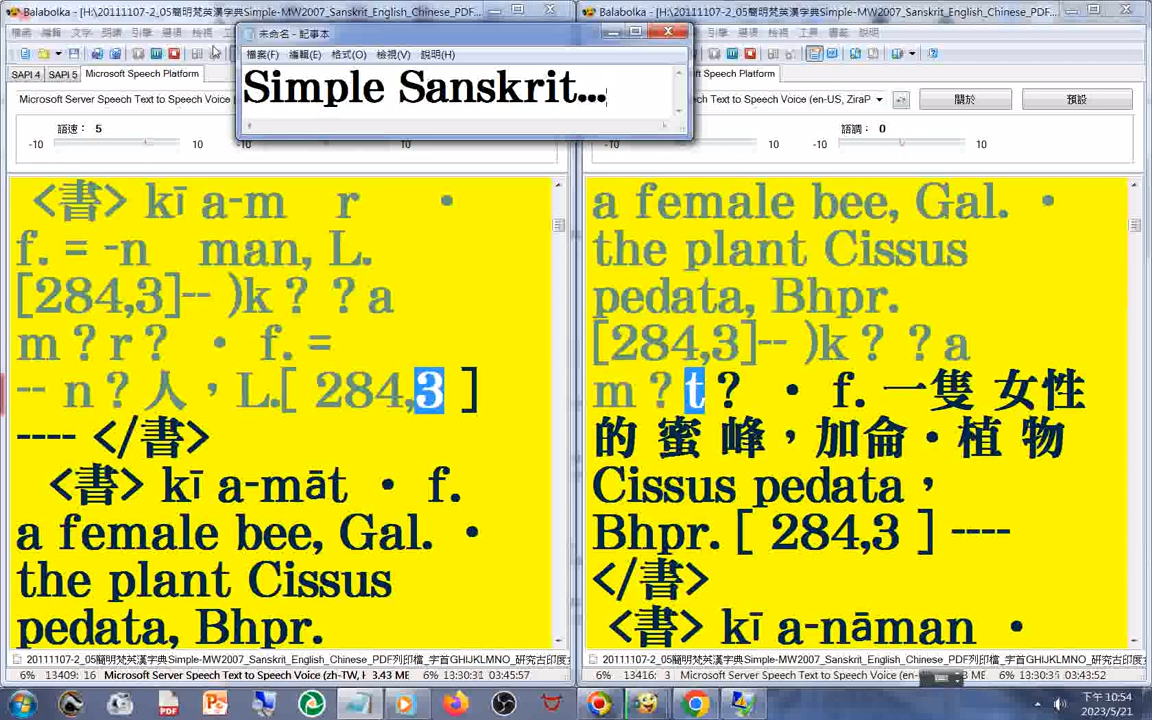 Balabolka - [H:\20111107-2_05簡明梵英漢字典Simple-MW2007_Sanskrit_English_Chinese_PDF...
Balabolka - [H:\20111107-2_05簡明梵英漢字典Simple-MW2007_Sanskrit_English_Chinese_PDF...
未命名 - 記事本
檔案(F) 編輯(E) 格式(O) 檢視(V) 說明(H)
Simple Sanskrit...
SAPI 4 SAPI 5 Microsoft Speech Platform
Speech Platform
Microsoft Server Speech Text to Speech Voice
ch Text to Speech Voice (en-US, ZiraP
關於
預設
語速： 5
-10 10
10
語調： 0
-10 10
<書> kī a-m r •
f. = -n man, L.
[284,3]-- )k？？a
m？r？ • f. =
-- n？人，L.[ 284,3 ]
---- </書>
<書> kī a-māt • f.
a female bee, Gal. •
the plant Cissus
pedata, Bhpr.
a female bee, Gal. •
the plant Cissus
pedata, Bhpr.
[284,3]-- )k？？a
m？t？ • f. 一隻 女性
的 蜜 峰，加侖•植 物
Cissus pedata，
Bhpr. [ 284,3 ] ----
</書>
<書> kī a-nāman •
20111107-2_05簡明梵英漢字典Simple-MW2007_Sanskrit_English_Chinese_PDF列印檔_字首GHIJKLMNO_研究古印度
20111107-2_05簡明梵英漢字典Simple-MW2007_Sanskrit_English_Chinese_PDF列印檔_字首GHIJKLMNO_研究古印度
6% 13409: 16 Microsoft Server Speech Text to Speech Voice (zh-TW, 3.43 ME 6% 13:30:31 03:45:57
6% 13416: 3 Microsoft Server Speech Text to Speech Voice 6% 13:30:31 03:43:52
下午 10:54
2023/5/21